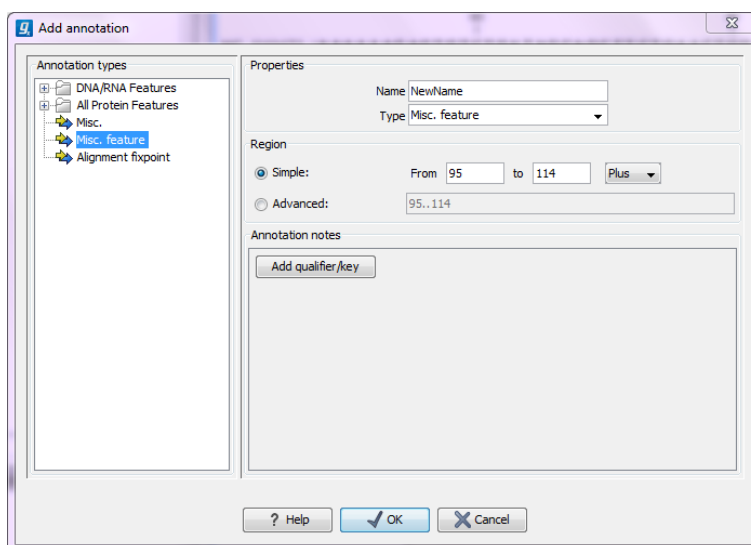 Add annotation
Annotation types
DNA/RNA Features
All Protein Features
Misc.
Misc. feature
Alignment fixpoint
Properties
Name NewName
Type Misc. feature
Region
Simple: From 95 to 114 Plus
Advanced: 95..114
Annotation notes
Add qualifier/key
? Help OK Cancel